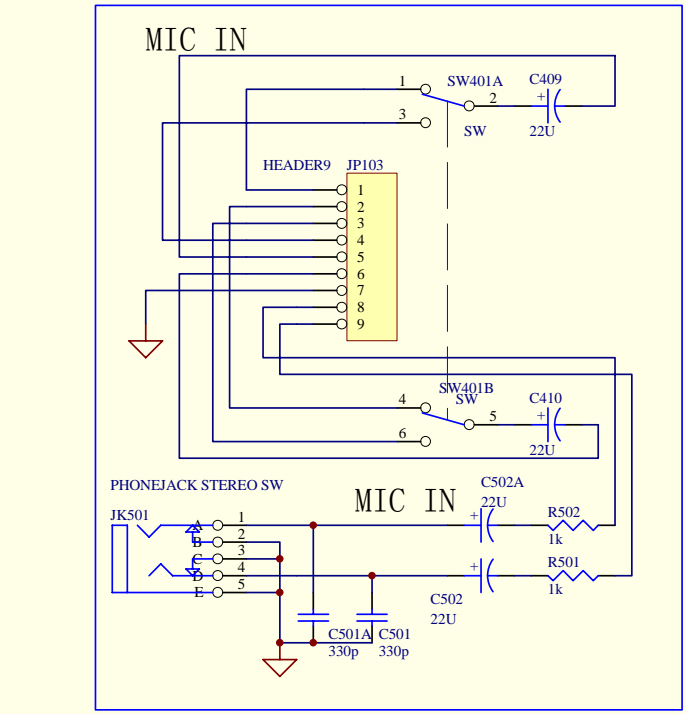 MIC IN
1 SW401A C409
2 +
3 SW 22U
HEADER9 JP103
1
2
3
4
5
6
7
8
9
SW401B
4 SW C410
5 +
6 22U
PHONEJACK STEREO SW
MIC IN
C502A
22U
JK501
A 1 + R502
B 2 1k
C 3
D 4 + R501
E 5 1k
C502
22U
C501A C501
330p 330p